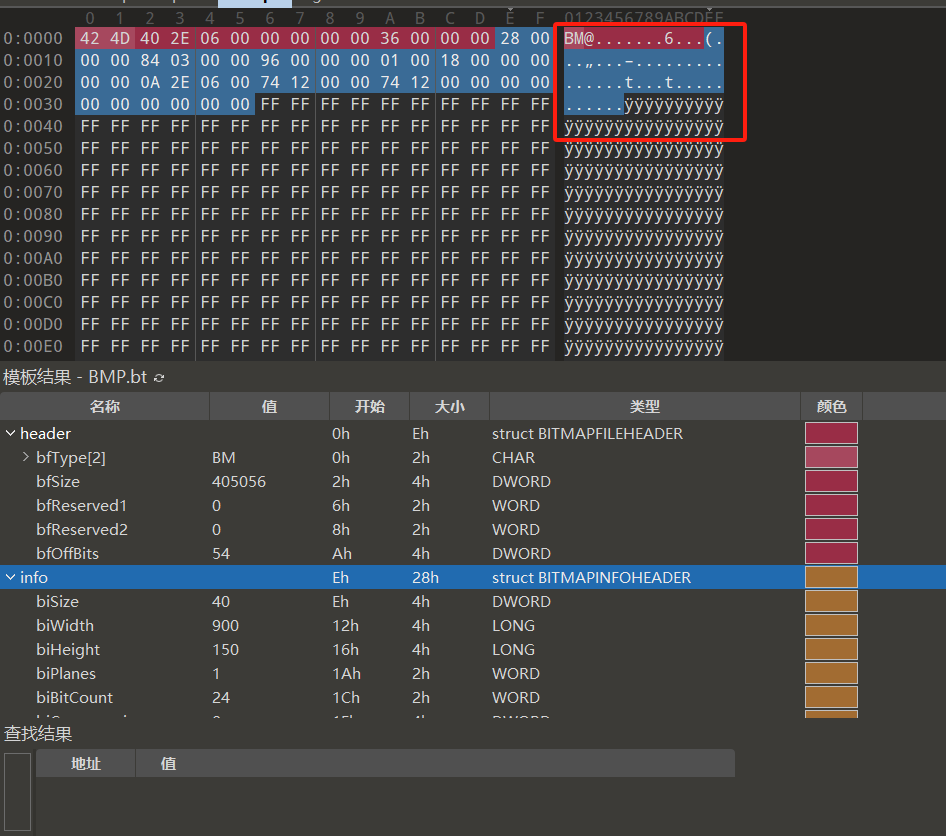 0 1 2 3 4 5 6 7 8 9 A B C D E F 0123456789ABCDEF
0:0000 42 4D 40 2E 06 00 00 00 00 00 36 00 00 00 28 00 BM@.......6...(.
0:0010 00 00 84 03 00 00 96 00 00 00 01 00 18 00 00 00 ..„...–.........
0:0020 00 00 0A 2E 06 00 74 12 00 00 74 12 00 00 00 00 ......t...t.....
0:0030 00 00 00 00 00 00 FF FF FF FF FF FF FF FF FF FF ......ÿÿÿÿÿÿÿÿÿÿ
0:0040 FF FF FF FF FF FF FF FF FF FF FF FF FF FF FF FF ÿÿÿÿÿÿÿÿÿÿÿÿÿÿÿÿ
0:0050 FF FF FF FF FF FF FF FF FF FF FF FF FF FF FF FF ÿÿÿÿÿÿÿÿÿÿÿÿÿÿÿÿ
0:0060 FF FF FF FF FF FF FF FF FF FF FF FF FF FF FF FF ÿÿÿÿÿÿÿÿÿÿÿÿÿÿÿÿ
0:0070 FF FF FF FF FF FF FF FF FF FF FF FF FF FF FF FF ÿÿÿÿÿÿÿÿÿÿÿÿÿÿÿÿ
0:0080 FF FF FF FF FF FF FF FF FF FF FF FF FF FF FF FF ÿÿÿÿÿÿÿÿÿÿÿÿÿÿÿÿ
0:0090 FF FF FF FF FF FF FF FF FF FF FF FF FF FF FF FF ÿÿÿÿÿÿÿÿÿÿÿÿÿÿÿÿ
0:00A0 FF FF FF FF FF FF FF FF FF FF FF FF FF FF FF FF ÿÿÿÿÿÿÿÿÿÿÿÿÿÿÿÿ
0:00B0 FF FF FF FF FF FF FF FF FF FF FF FF FF FF FF FF ÿÿÿÿÿÿÿÿÿÿÿÿÿÿÿÿ
0:00C0 FF FF FF FF FF FF FF FF FF FF FF FF FF FF FF FF ÿÿÿÿÿÿÿÿÿÿÿÿÿÿÿÿ
0:00D0 FF FF FF FF FF FF FF FF FF FF FF FF FF FF FF FF ÿÿÿÿÿÿÿÿÿÿÿÿÿÿÿÿ
0:00E0 FF FF FF FF FF FF FF FF FF FF FF FF FF FF FF FF ÿÿÿÿÿÿÿÿÿÿÿÿÿÿÿÿ
模板结果 - BMP.bt
名称 值 开始 大小 类型 颜色
header 0h Eh struct BITMAPFILEHEADER
bfType[2] BM 0h 2h CHAR
bfSize 405056 2h 4h DWORD
bfReserved1 0 6h 2h WORD
bfReserved2 0 8h 2h WORD
bfOffBits 54 Ah 4h DWORD
info Eh 28h struct BITMAPINFOHEADER
biSize 40 Eh 4h DWORD
biWidth 900 12h 4h LONG
biHeight 150 16h 4h LONG
biPlanes 1 1Ah 2h WORD
biBitCount 24 1Ch 2h WORD
查找结果
地址 值